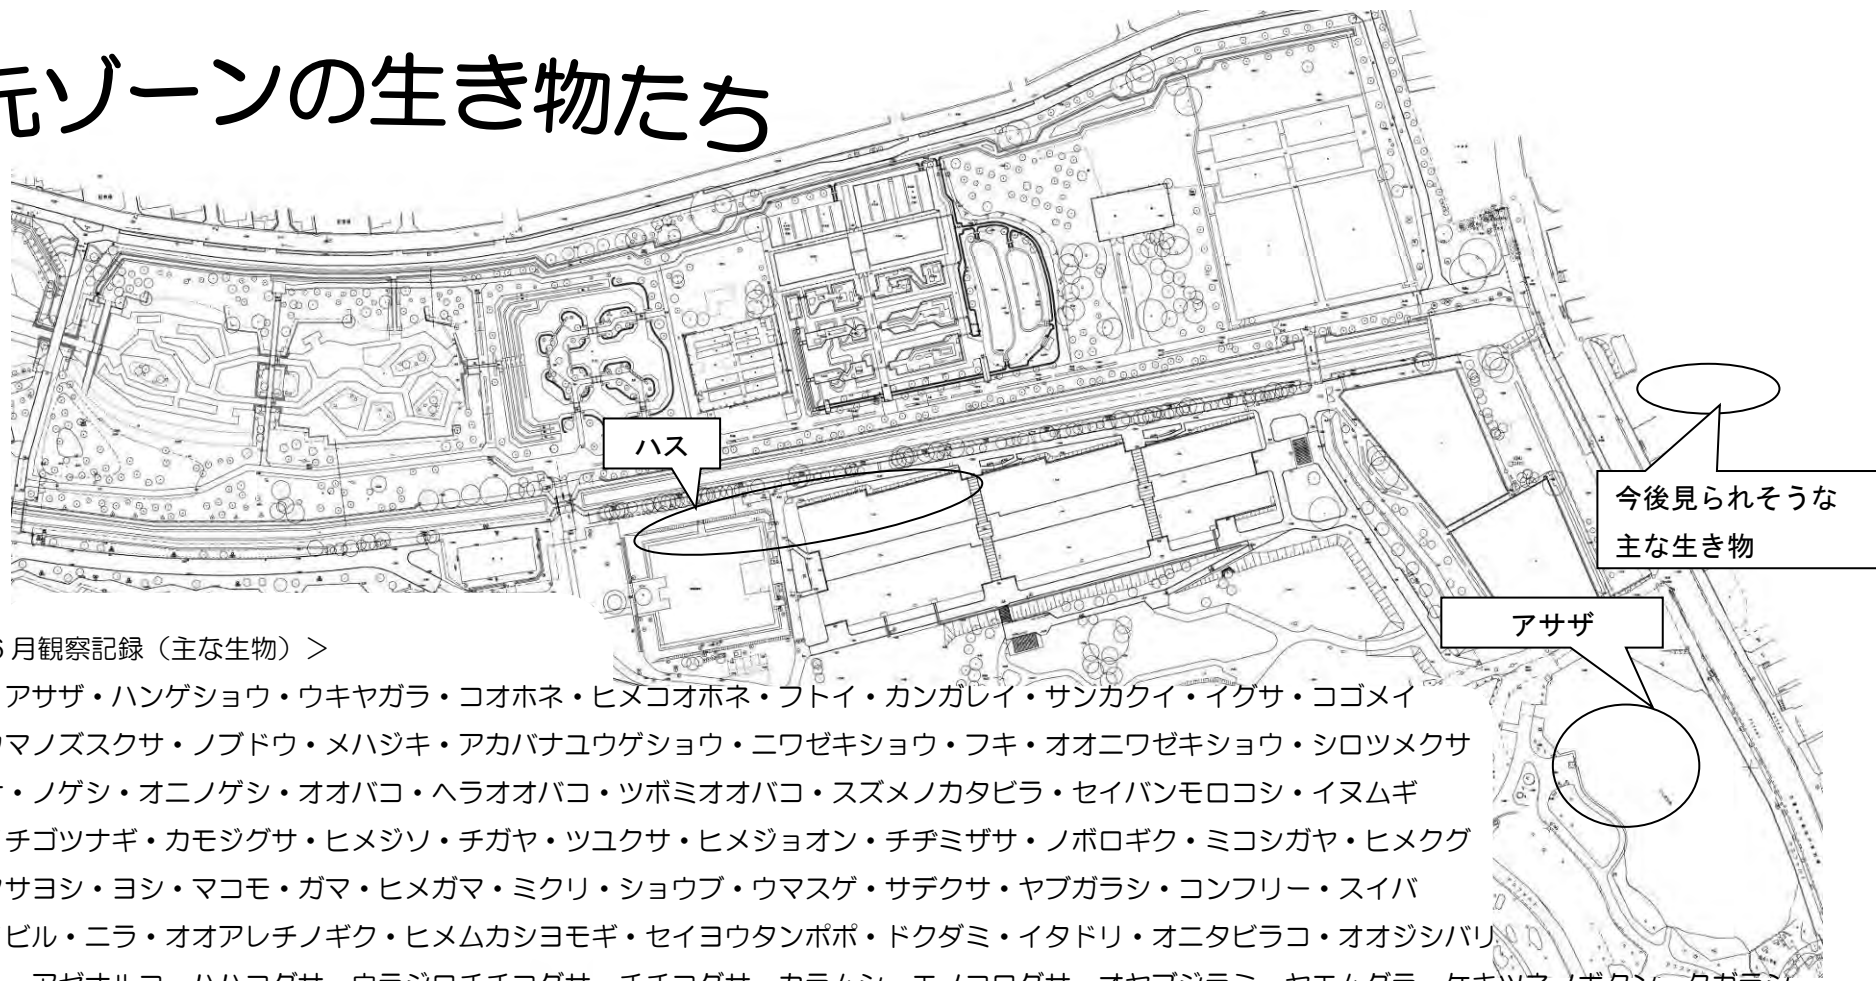 元ゾーンの生き物たち
ハス
今後見られそうな
主な生き物
アサザ
月観察記録（主な生物）＞
アサザ・ハンゲショウ・ウキヤガラ・コオホネ・ヒメコオホネ・フトイ・カンガレイ・サンカクイ・イグサ・コゴメイ
ウマノズスクサ・ノブドウ・メハジキ・アカバナユウゲショウ・ニワゼキショウ・フキ・オオニワゼキショウ・シロツメクサ
・ノゲシ・オニノゲシ・オオバコ・ヘラオオバコ・ツボミオオバコ・スズメノカタビラ・セイバンモロコシ・イヌムギ
チゴツナギ・カモジグサ・ヒメジソ・チガヤ・ツユクサ・ヒメジョオン・チヂミザサ・ノボロギク・ミコシガヤ・ヒメクグ
クサヨシ・ヨシ・マコモ・ガマ・ヒメガマ・ミクリ・ショウブ・ウマスゲ・サデクサ・ヤブガラシ・コンフリー・スイバ
ビル・ニラ・オオアレチノギク・ヒメムカシヨモギ・セイヨウタンポポ・ドクダミ・イタドリ・オニタビラコ・オオジシバリ